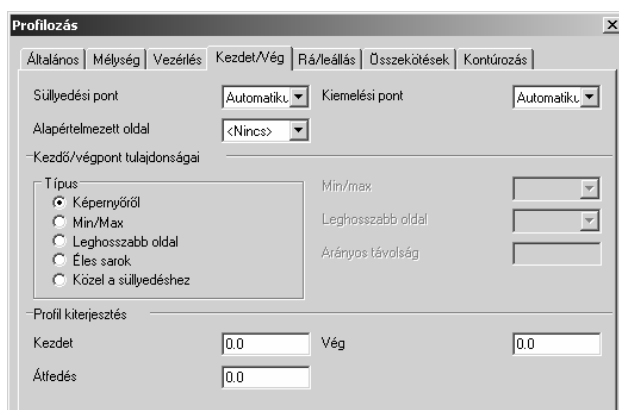 Profilozás
Általános Mélység Vezérlés Kezdet/Vég Rá/leállás Összekötések Kontúrozás
Süllyedési pont Automatiku Kiemelési pont Automatiku
Alapértelmezett oldal <Nincs>
Kezdő/végpont tulajdonságai
Típus
Képernyőről
Min/Max
Leghosszabb oldal
Éles sarok
Közel a süllyedéshez
Min/max
Leghosszabb oldal
Arányos távolság
Profil kiterjesztés
Kezdet 0.0 Vég 0.0
Átfedés 0.0